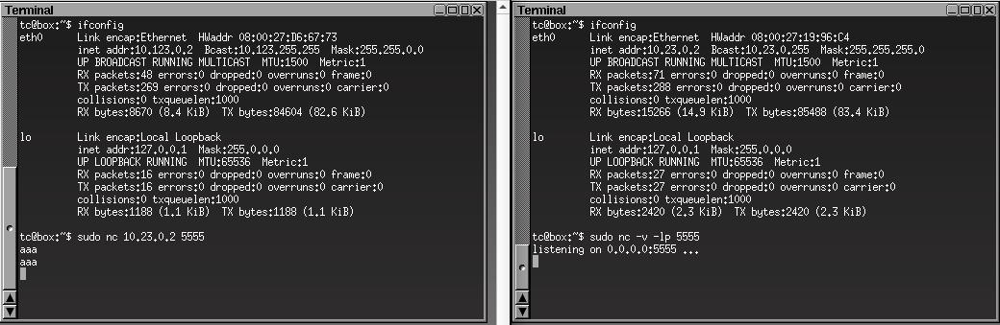 Terminal
tc@box:~$ ifconfig
eth0 Link encap:Ethernet HWaddr 08:00:27:D6:67:73
inet addr:10.123.0.2 Bcast:10.123.255.255 Mask:255.255.0.0
UP BROADCAST RUNNING MULTICAST MTU:1500 Metric:1
RX packets:48 errors:0 dropped:0 overruns:0 frame:0
TX packets:269 errors:0 dropped:0 overruns:0 carrier:0
collisions:0 txqueuelen:1000
RX bytes:8670 (8.4 KiB) TX bytes:84604 (82.6 KiB)
lo Link encap:Local Loopback
inet addr:127.0.0.1 Mask:255.0.0.0
UP LOOPBACK RUNNING MTU:65536 Metric:1
RX packets:16 errors:0 dropped:0 overruns:0 frame:0
TX packets:16 errors:0 dropped:0 overruns:0 carrier:0
collisions:0 txqueuelen:1000
RX bytes:1188 (1.1 KiB) TX bytes:1188 (1.1 KiB)
tc@box:~$ sudo nc 10.23.0.2 5555
aaa
aaa
Terminal
tc@box:~$ ifconfig
eth0 Link encap:Ethernet HWaddr 08:00:27:19:96:C4
inet addr:10.23.0.2 Bcast:10.23.0.255 Mask:255.255.255.0
UP BROADCAST RUNNING MULTICAST MTU:1500 Metric:1
RX packets:71 errors:0 dropped:0 overruns:0 frame:0
TX packets:288 errors:0 dropped:0 overruns:0 carrier:0
collisions:0 txqueuelen:1000
RX bytes:15266 (14.9 KiB) TX bytes:85488 (83.4 KiB)
lo Link encap:Local Loopback
inet addr:127.0.0.1 Mask:255.0.0.0
UP LOOPBACK RUNNING MTU:65536 Metric:1
RX packets:27 errors:0 dropped:0 overruns:0 frame:0
TX packets:27 errors:0 dropped:0 overruns:0 carrier:0
collisions:0 txqueuelen:1000
RX bytes:2420 (2.3 KiB) TX bytes:2420 (2.3 KiB)
tc@box:~$ sudo nc -v -lp 5555
listening on 0.0.0.0:5555 ...